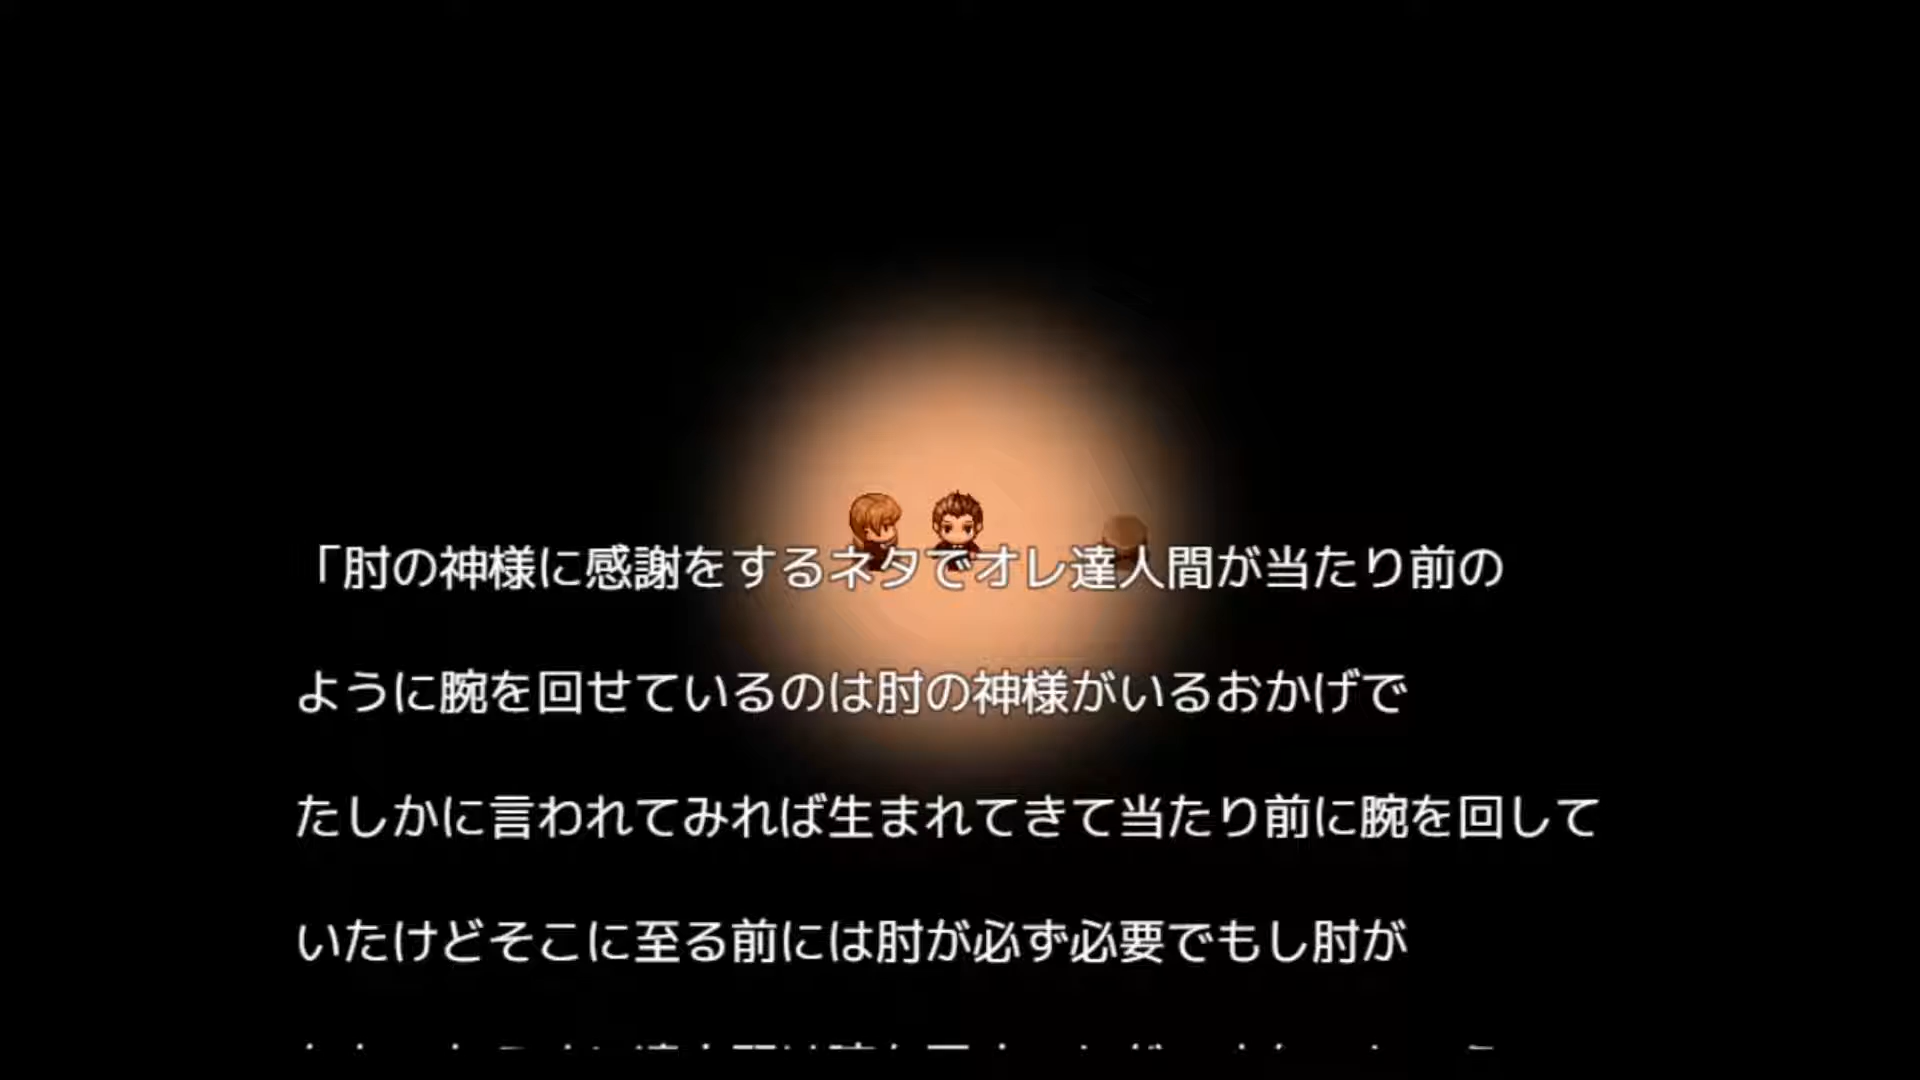 「肘の神様に感謝をするネタでオレ達人間が当たり前の
ように腕を回せているのは肘の神様がいるおかげで
たしかに言われてみれば生まれてきて当たり前に腕を回して
いたけどそこに至る前には肘が必ず必要でもし肘が